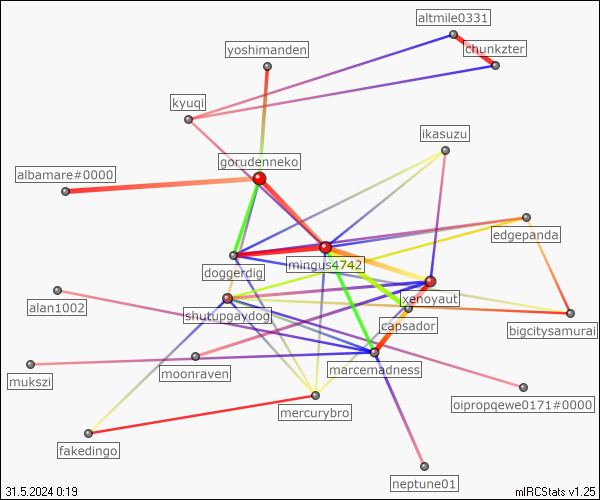 altmile0331
yoshimanden
chunkzter
kyuqi
ikasuzu
gorudenneko
albamare#0000
edgepanda
doggerdig
mingus4742
xenoyaut
alan1002
shutupgaydog
capsador
bigcitysamurai
moonraven
marcemadness
mukszi
mercurybro
oipropqewe0171#0000
fakedingo
neptune01
31.5.2024 0:19
mIRCStats v1.25